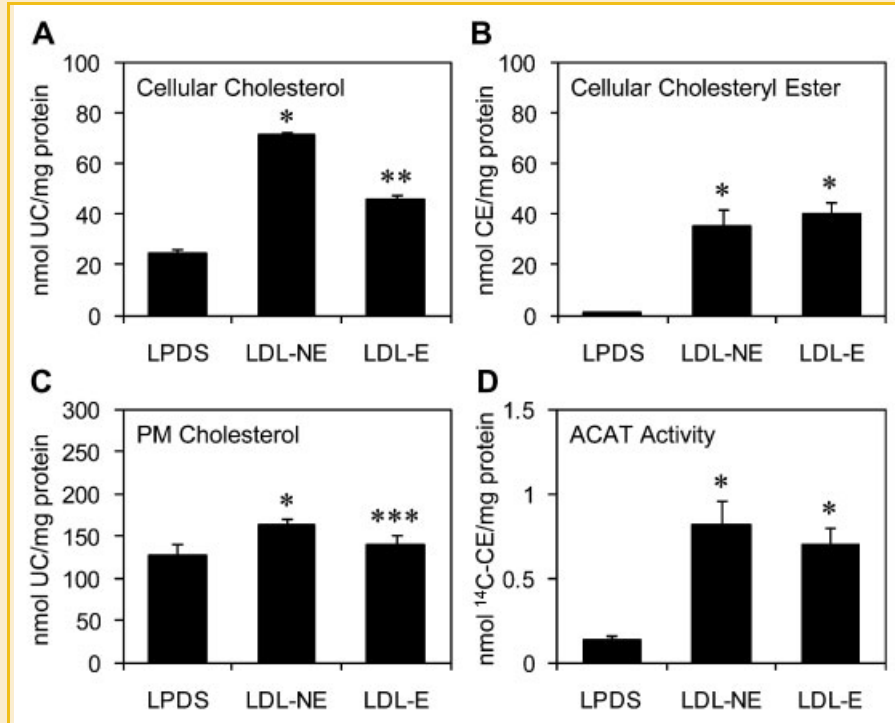 A
nmol UC/mg protein
100
80
60
40
20
0
Cellular Cholesterol
*
**
LPDS LDL-NE LDL-E
B
nmol CE/mg protein
100
80
60
40
20
0
Cellular Cholesteryl Ester
*
*
LPDS LDL-NE LDL-E
C
nmol UC/mg protein
300
250
200
150
100
50
0
PM Cholesterol
*
***
LPDS LDL-NE LDL-E
D
nmol ¹⁴C-CE/mg protein
1.5
1
0.5
0
ACAT Activity
*
*
LPDS LDL-NE LDL-E